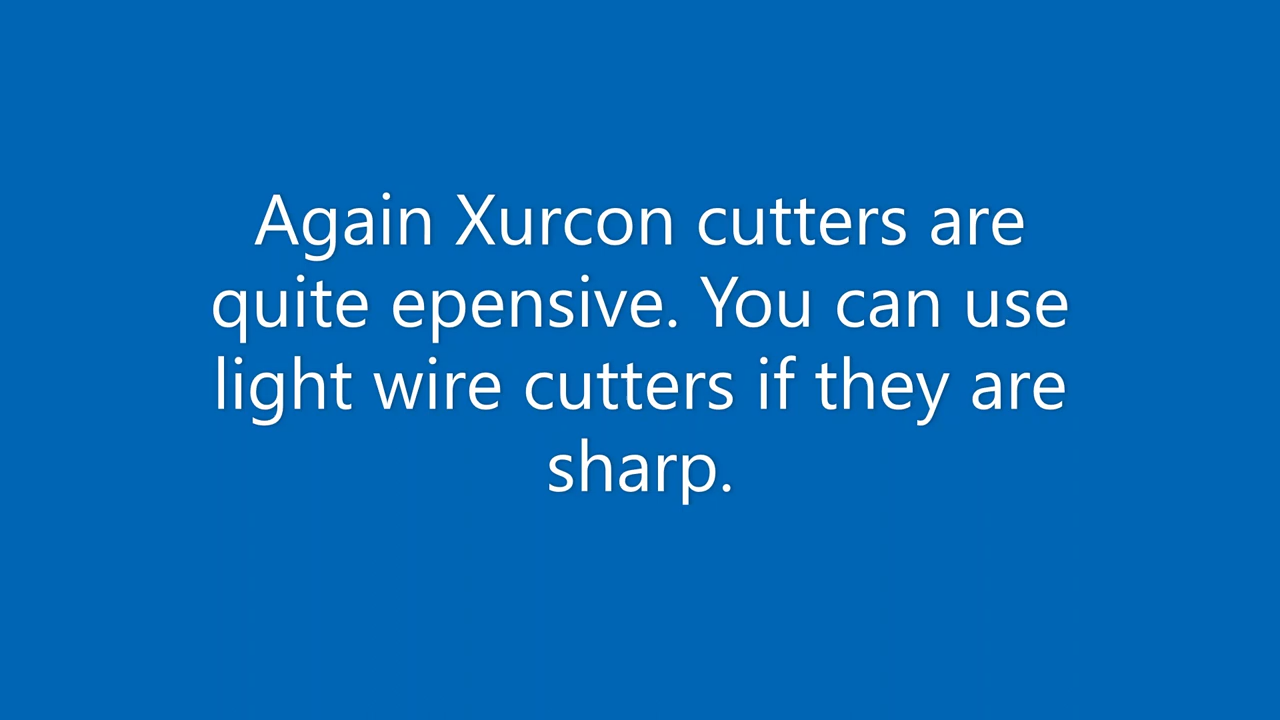 Again Xurcon cutters are
quite epensive. You can use
light wire cutters if they are
sharp.